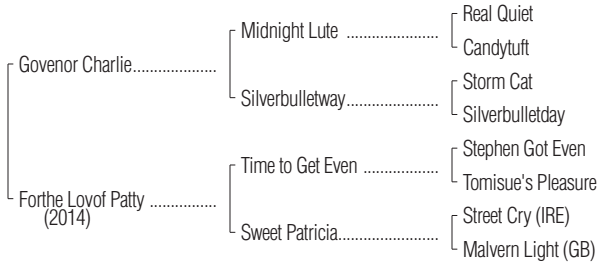 Real Quiet
Midnight Lute ......................
Candytuft
Govenor Charlie....................
Storm Cat
Silverbulletway......................
Silverbulletday
Stephen Got Even
Time to Get Even ..................
Tomisue's Pleasure
Forthe Lovof Patty ................
(2014)
Street Cry (IRE)
Sweet Patricia........................
Malvern Light (GB)